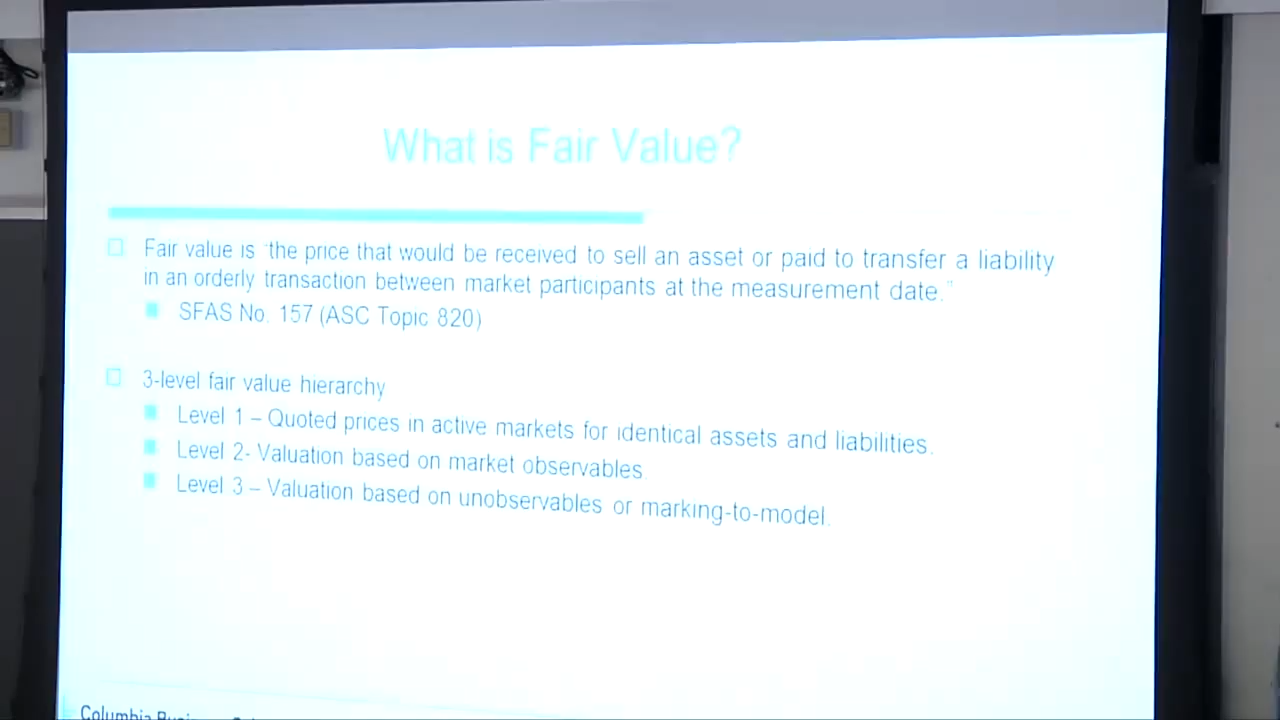 What is Fair Value?
Fair value is "the price that would be received to sell an asset or paid to transfer a liability
in an orderly transaction between market participants at the measurement date."
SFAS No. 157 (ASC Topic 820)
3-level fair value hierarchy
Level 1 – Quoted prices in active markets for identical assets and liabilities.
Level 2- Valuation based on market observables.
Level 3 – Valuation based on unobservables or marking-to-model.
Columbia